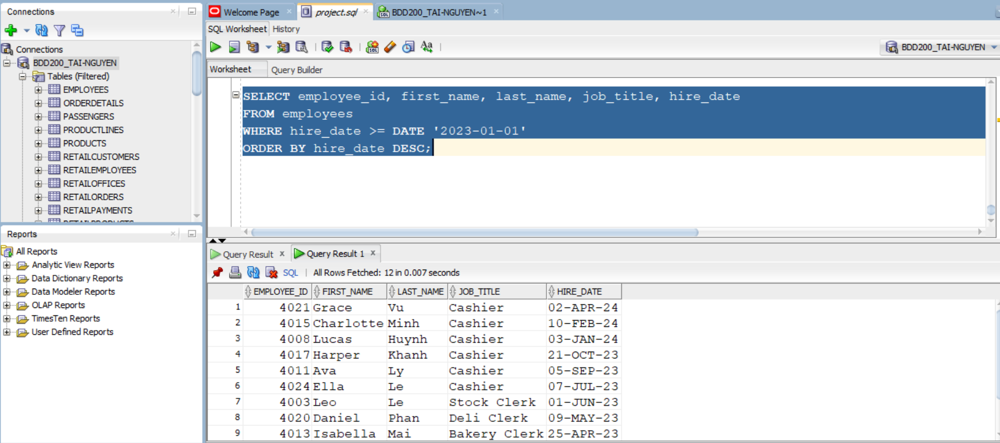 Connections
Connections
BDD200_TAI-NGUYEN
Tables (Filtered)
EMPLOYEES
ORDERDETAILS
PASSENGERS
PRODUCTLINES
PRODUCTS
RETAILCUSTOMERS
RETAILEMPLOYEES
RETAILOFFICES
RETAILORDERS
RETAILPAYMENTS
Reports
All Reports
Analytic View Reports
Data Dictionary Reports
Data Modeler Reports
OLAP Reports
TimesTen Reports
User Defined Reports
Welcome Page project.sql BDD200_TAI-NGUYEN~1
SQL Worksheet History
BDD200_TAI-NGUYEN
Worksheet Query Builder
SELECT employee_id, first_name, last_name, job_title, hire_date
FROM employees
WHERE hire_date >= DATE '2023-01-01'
ORDER BY hire_date DESC;
Query Result x Query Result 1 x
SQL | All Rows Fetched: 12 in 0.007 seconds
EMPLOYEE_ID FIRST_NAME LAST_NAME JOB_TITLE HIRE_DATE
1 4021 Grace Vu Cashier 02-APR-24
2 4015 Charlotte Minh Cashier 10-FEB-24
3 4008 Lucas Huynh Cashier 03-JAN-24
4 4017 Harper Khanh Cashier 21-OCT-23
5 4011 Ava Ly Cashier 05-SEP-23
6 4024 Ella Le Cashier 07-JUL-23
7 4003 Leo Le Stock Clerk 01-JUN-23
8 4020 Daniel Phan Deli Clerk 09-MAY-23
9 4013 Isabella Mai Bakery Clerk 25-APR-23